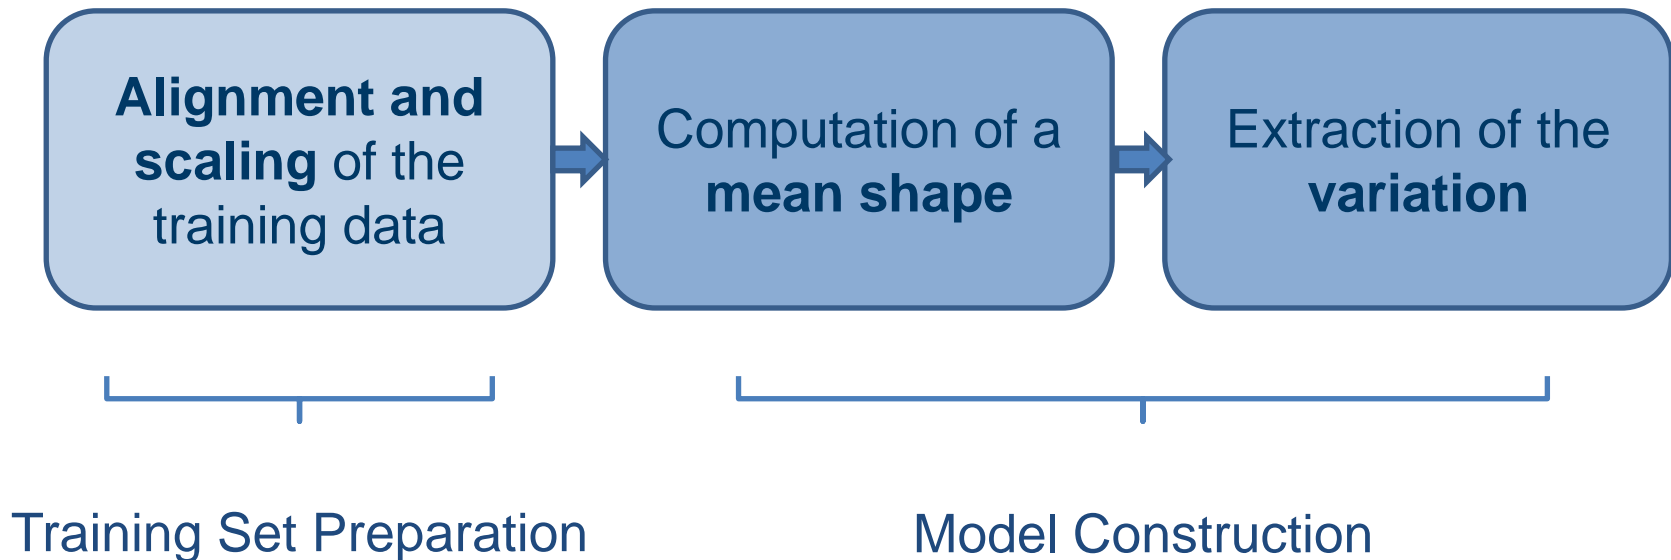 Alignment and
scaling of the
training data
Computation of a
mean shape
Extraction of the
variation
Training Set Preparation
Model Construction